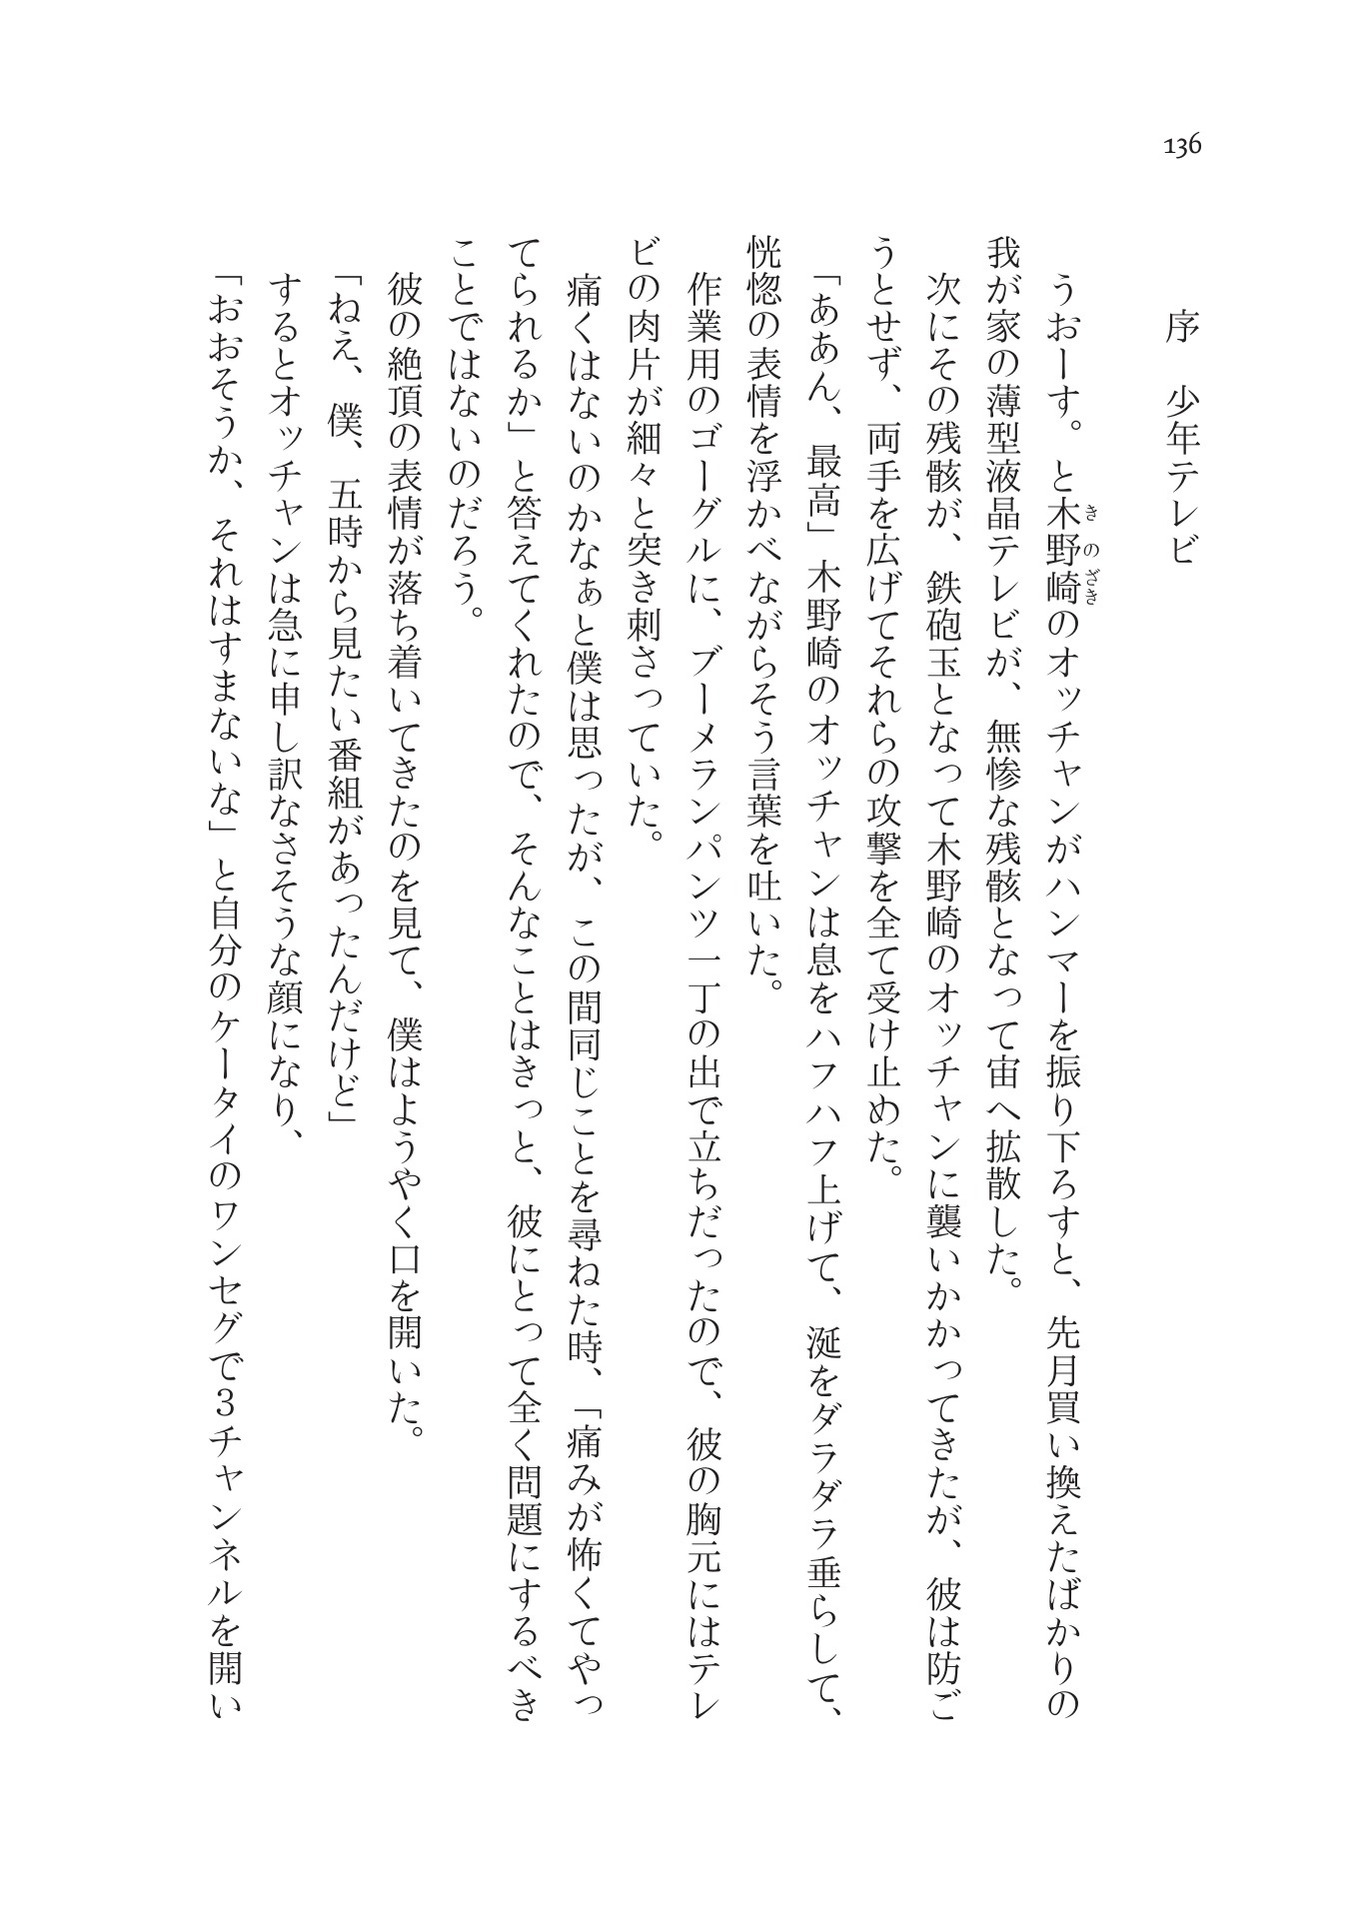 136
序　少年テレビ
　うおーす。と木野崎のオッチャンがハンマーを振り下ろすと、先月買い換えたばかりの
我が家の薄型液晶テレビが、無惨な残骸となって宙へ拡散した。
　次にその残骸が、鉄砲玉となって木野崎のオッチャンに襲いかかってきたが、彼は防ご
うとせず、両手を広げてそれらの攻撃を全て受け止めた。
「ああん、最高」木野崎のオッチャンは息をハフハフ上げて、涎をダラダラ垂らして、
恍惚の表情を浮かべながらそう言葉を吐いた。
　作業用のゴーグルに、ブーメランパンツ一丁の出で立ちだったので、彼の胸元にはテレ
ビの肉片が細々と突き刺さっていた。
　痛くはないのかなぁと僕は思ったが、この間同じことを尋ねた時、「痛みが怖くてやっ
てられるか」と答えてくれたので、そんなことはきっと、彼にとって全く問題にするべき
ことではないのだろう。
　彼の絶頂の表情が落ち着いてきたのを見て、僕はようやく口を開いた。
「ねえ、僕、五時から見たい番組があったんだけど」
　するとオッチャンは急に申し訳なさそうな顔になり、
「おおそうか、それはすまないな」と自分のケータイのワンセグで３チャンネルを開い
きのざき